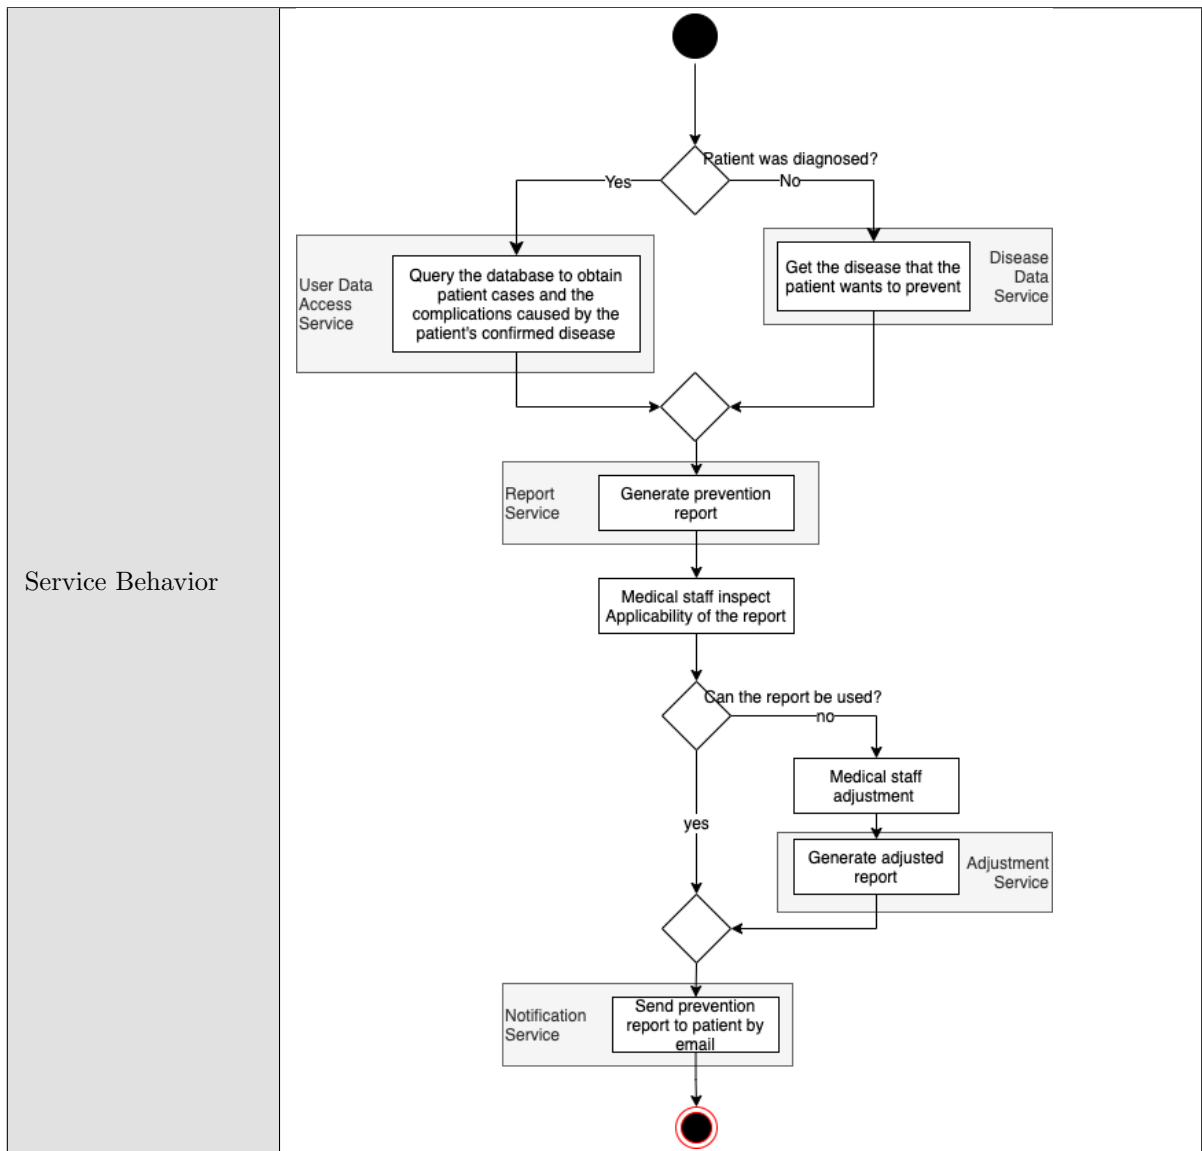 Service Behavior
Patient was diagnosed?
Yes
No
User Data
Access
Service
Query the database to obtain
patient cases and the
complications caused by the
patient's confirmed disease
Get the disease that the
patient wants to prevent
Disease
Data
Service
Report
Service
Generate prevention
report
Medical staff inspect
Applicability of the report
Can the report be used?
no
Medical staff
adjustment
yes
Generate adjusted
report
Adjustment
Service
Notification
Service
Send prevention
report to patient by
email